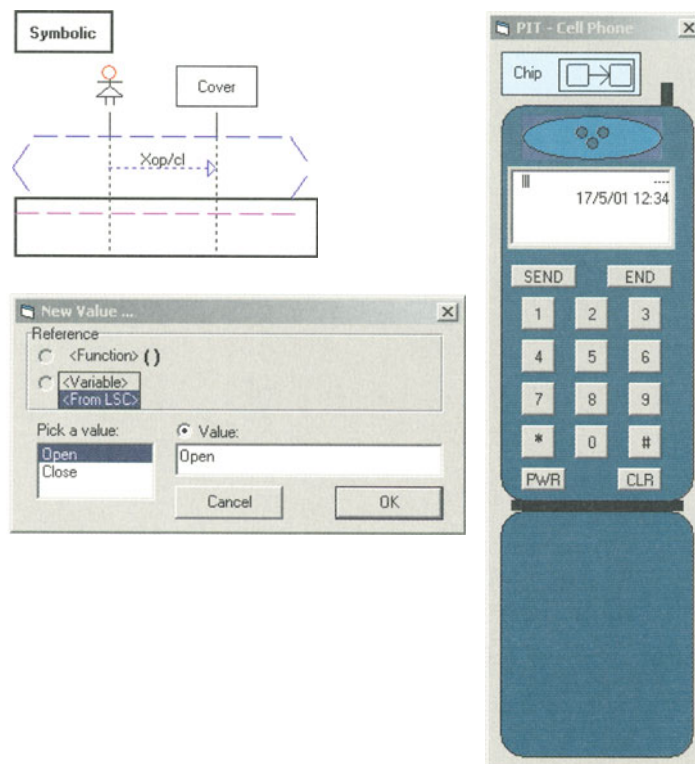 Symbolic
Cover
Xop/cl
New Value ...
Reference
<Function> ( )
<Variable>
<From LSC>
Pick a value:
Value:
Open
Close
Open
Cancel
OK
PIT - Cell Phone
Chip
17/5/01 12:34
SEND
END
1 2 3
4 5 6
7 8 9
* 0 #
PWR
CLR